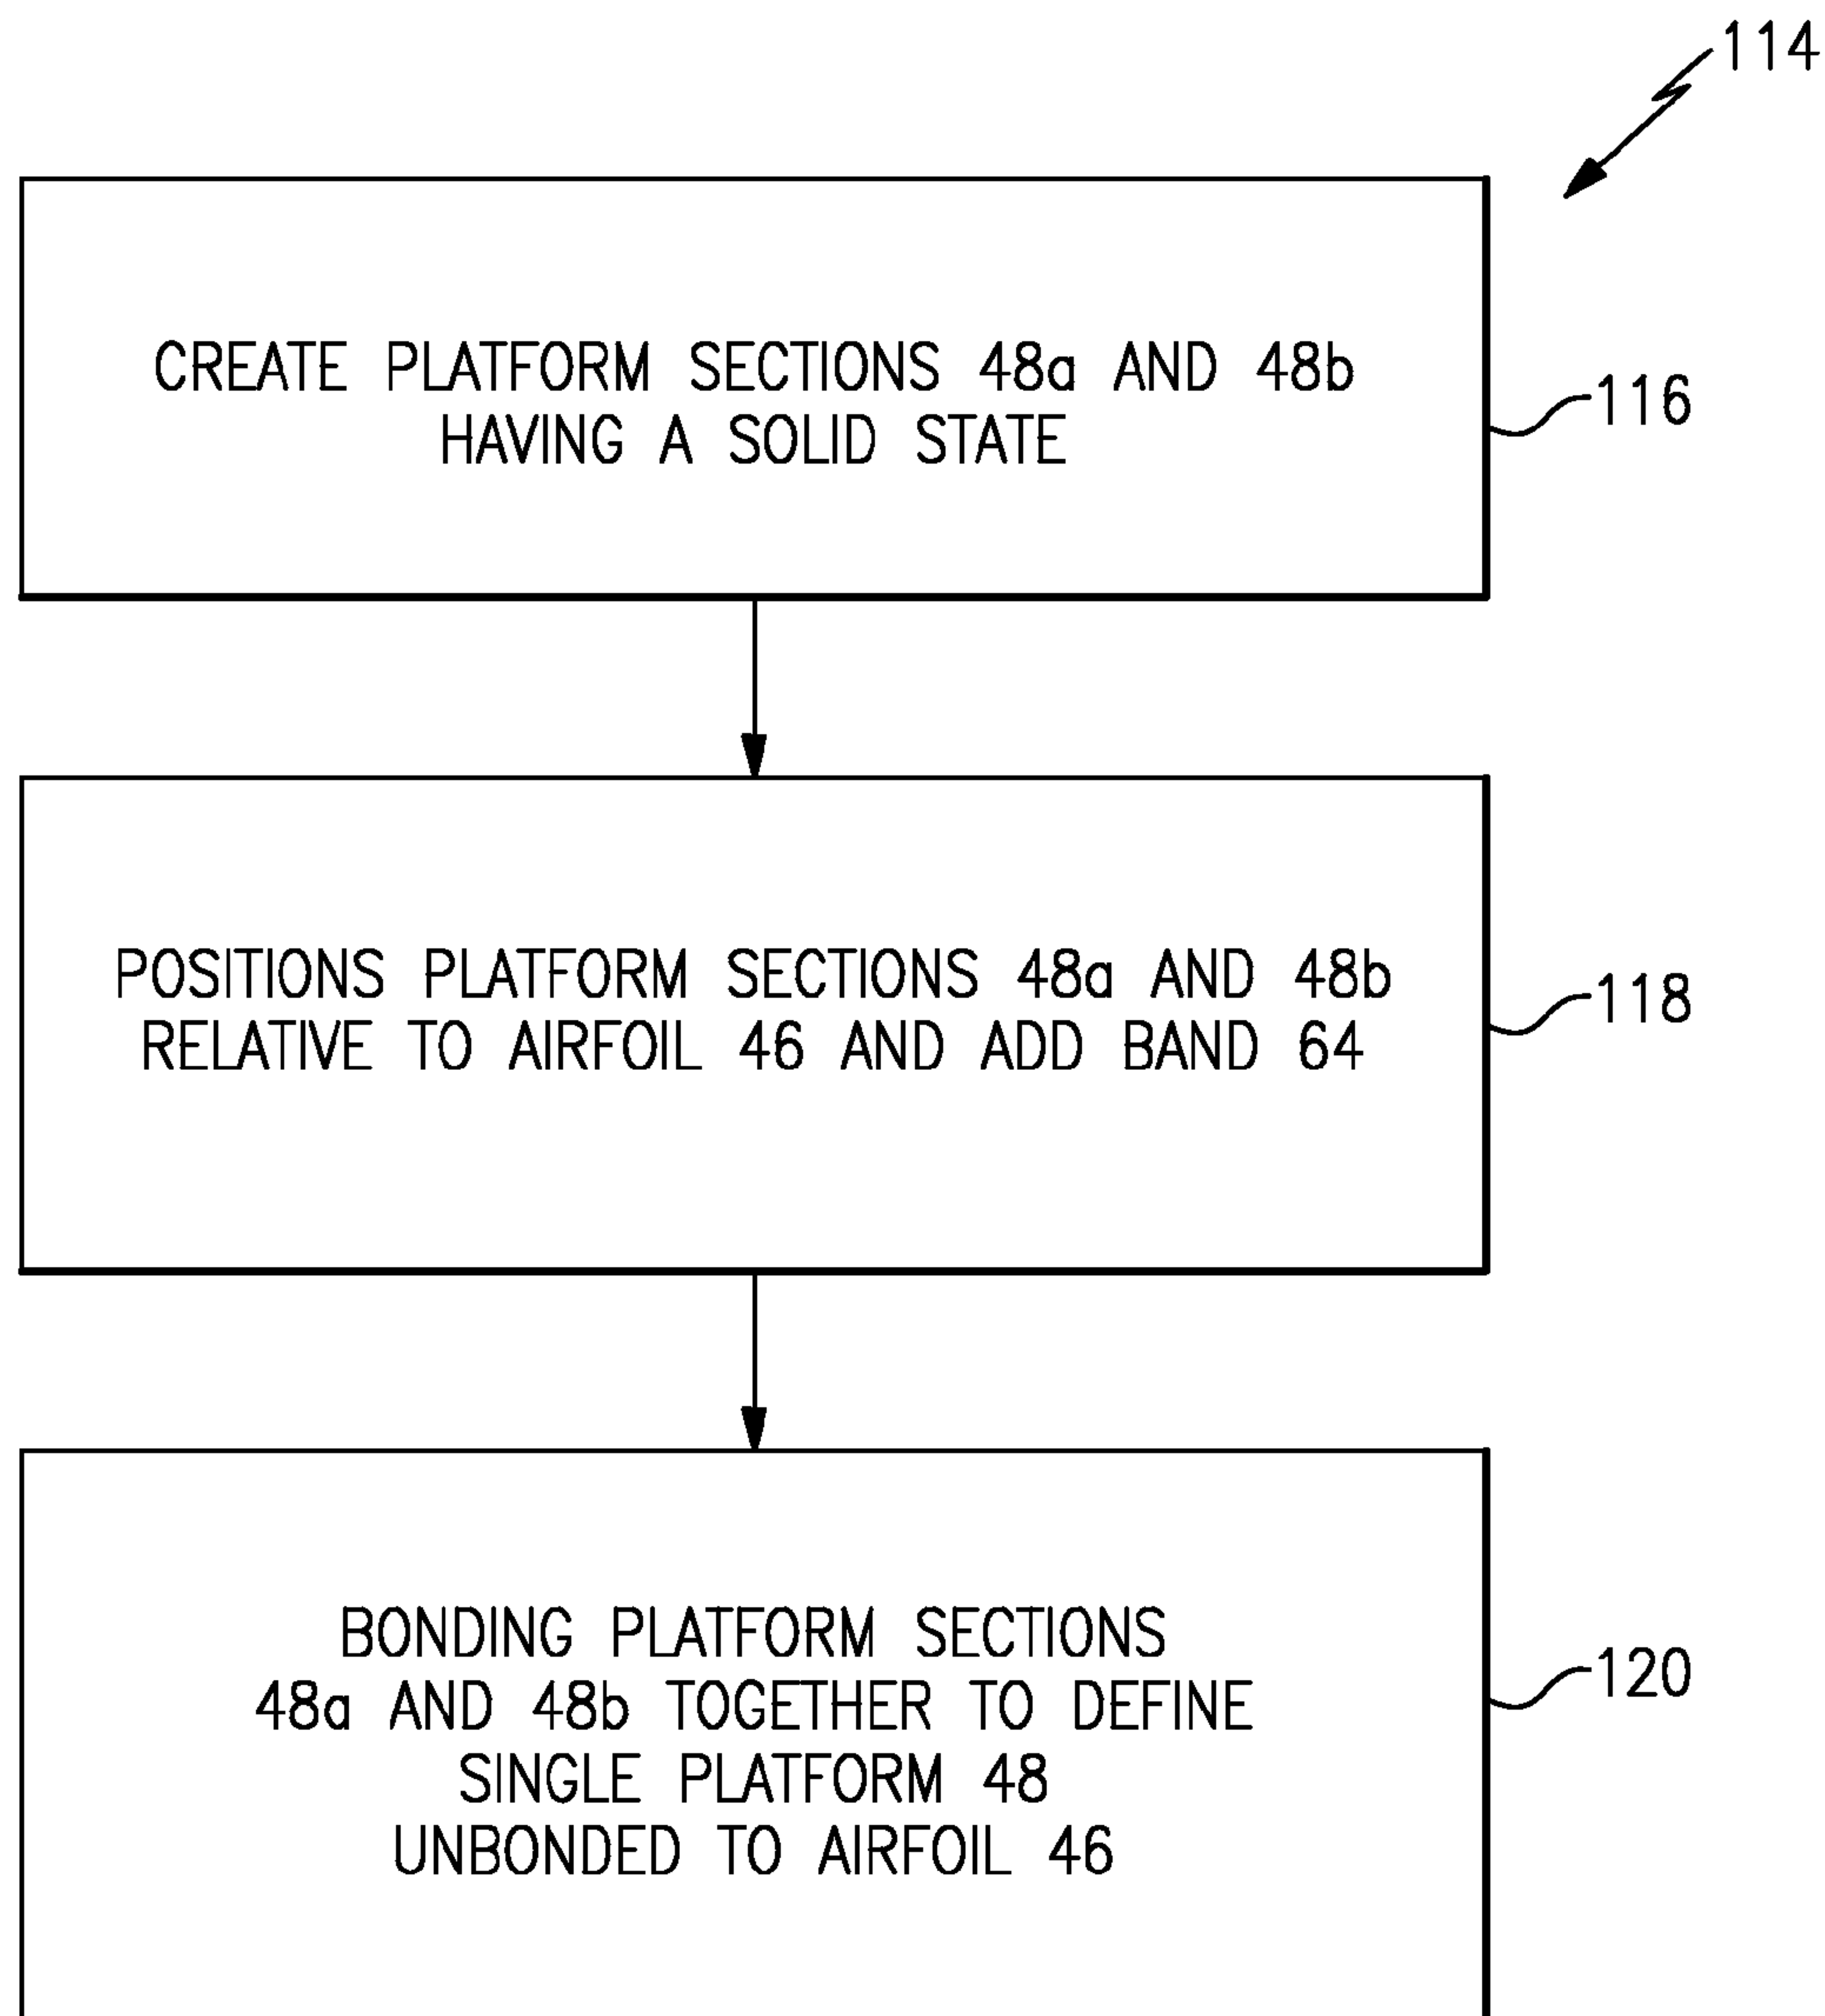 114
CREATE PLATFORM SECTIONS 48a AND 48b
HAVING A SOLID STATE
116
POSITIONS PLATFORM SECTIONS 48a AND 48b
RELATIVE TO AIRFOIL 46 AND ADD BAND 64
118
BONDING PLATFORM SECTIONS
48a AND 48b TOGETHER TO DEFINE
SINGLE PLATFORM 48
UNBONDED TO AIRFOIL 46
120